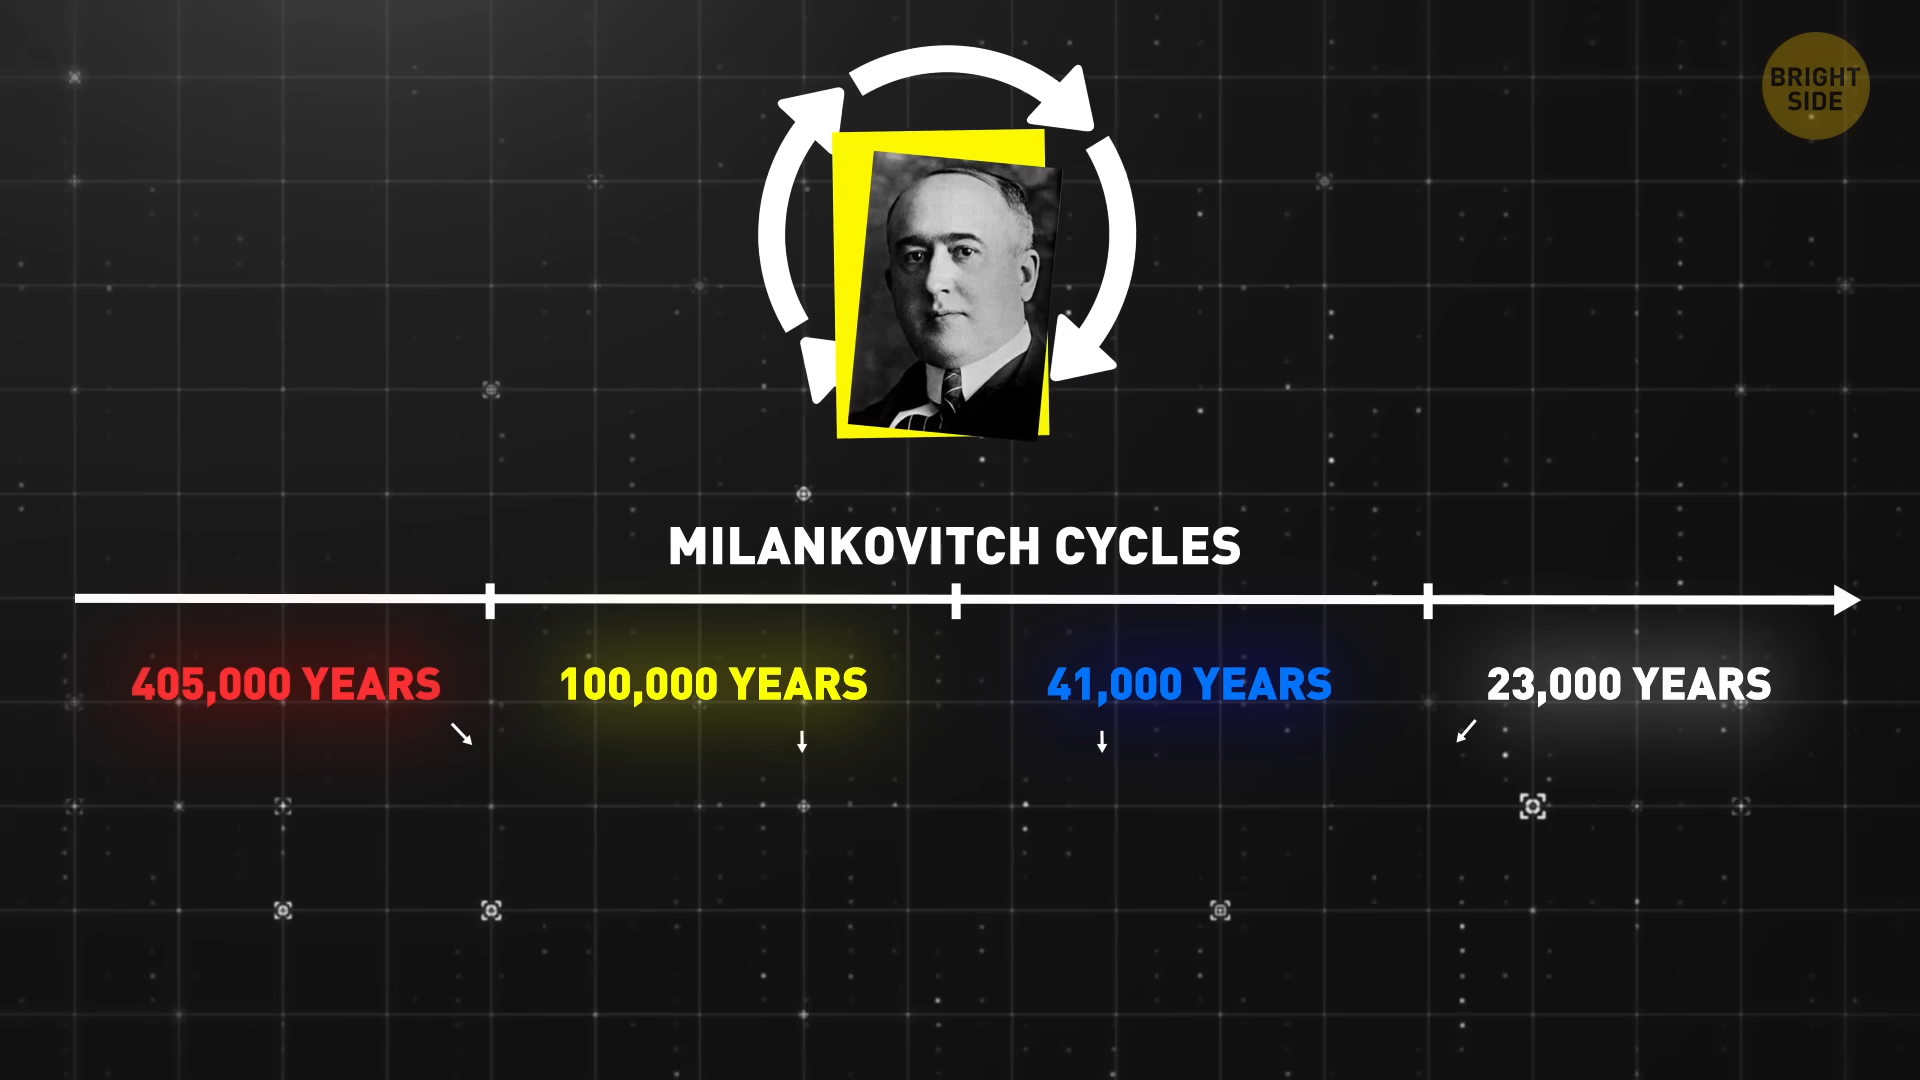 BRIGHT
SIDE
MILANKOVITCH CYCLES
405,000 YEARS
100,000 YEARS
41,000 YEARS
23,000 YEARS